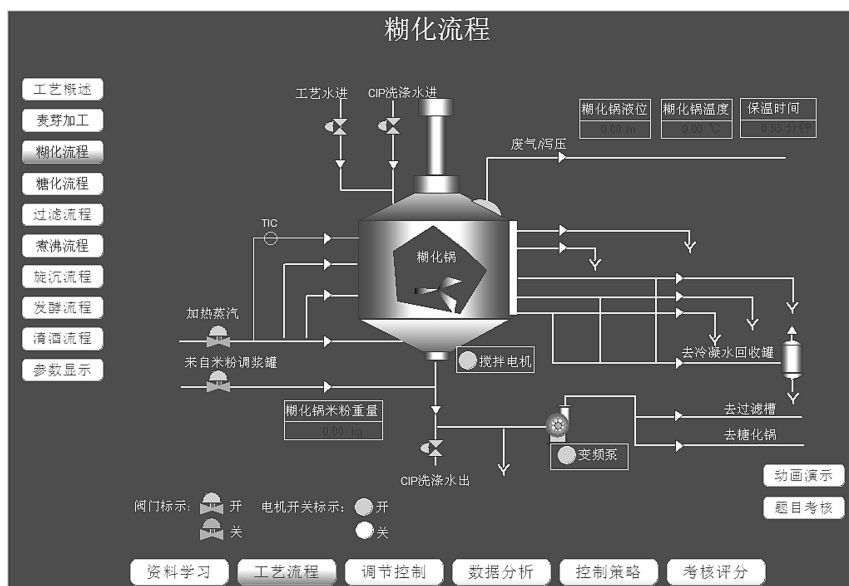 糊化流程
工艺概述
麦芽加工
糊化流程
糖化流程
过滤流程
煮沸流程
旋沉流程
发酵流程
清酒流程
参数显示
工艺水进
CIP洗涤水进
糊化锅液位
0.00 m
糊化锅温度
0.00 ℃
保温时间
0.95 分钟
废气/泻压
TIC
糊化锅
加热蒸汽
来自米粉调浆罐
搅拌电机
去冷凝水回收罐
糊化锅米粉重量
0.00 kg
去过滤槽
去糖化锅
变频泵
CIP洗涤水出
阀门标示：
开
关
电机开关标示：
开
关
动画演示
题目考核
资料学习
工艺流程
调节控制
数据分析
控制策略
考核评分